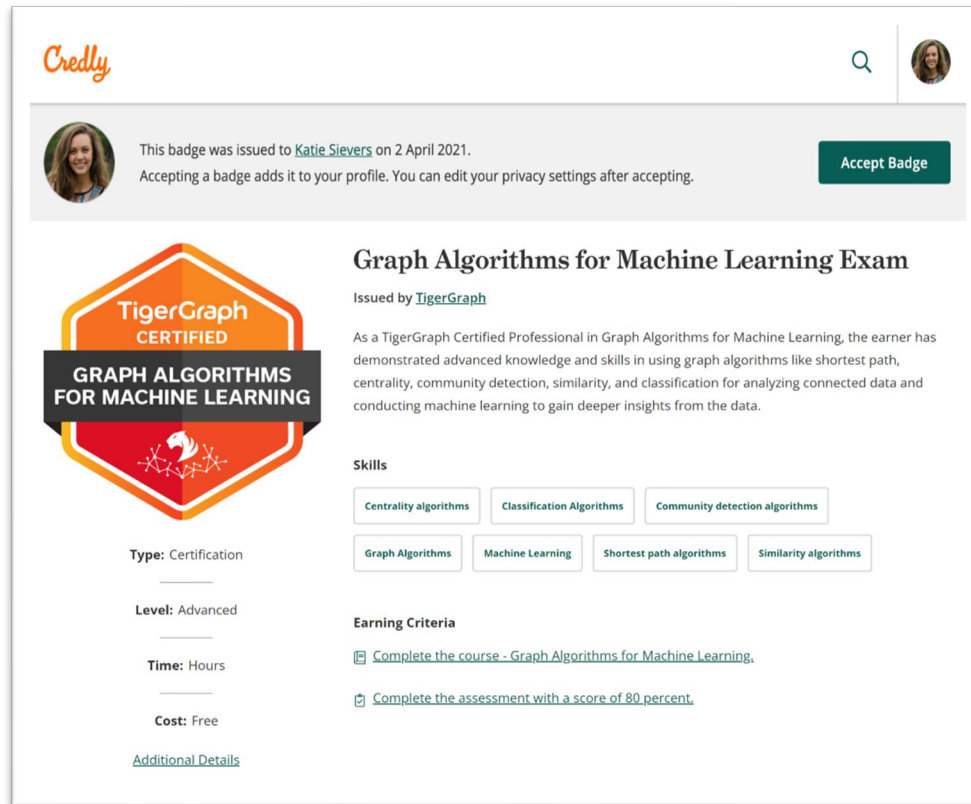 Credly
This badge was issued to Katie Sievers on 2 April 2021.
Accepting a badge adds it to your profile. You can edit your privacy settings after accepting.
Accept Badge
TigerGraph
CERTIFIED
GRAPH ALGORITHMS
FOR MACHINE LEARNING
Type: Certification
Level: Advanced
Time: Hours
Cost: Free
Additional Details
Graph Algorithms for Machine Learning Exam
Issued by TigerGraph
As a TigerGraph Certified Professional in Graph Algorithms for Machine Learning, the earner has
demonstrated advanced knowledge and skills in using graph algorithms like shortest path,
centrality, community detection, similarity, and classification for analyzing connected data and
conducting machine learning to gain deeper insights from the data.
Skills
Centrality algorithms
Classification Algorithms
Community detection algorithms
Graph Algorithms
Machine Learning
Shortest path algorithms
Similarity algorithms
Earning Criteria
Complete the course - Graph Algorithms for Machine Learning.
Complete the assessment with a score of 80 percent.